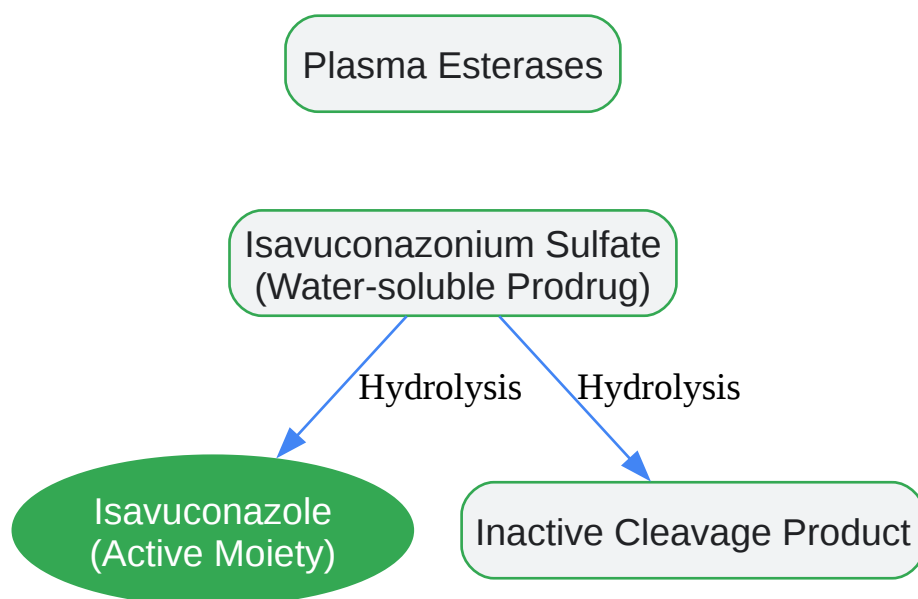 Plasma Esterases
Isavuconazonium Sulfate
(Water-soluble Prodrug)
Hydrolysis
Hydrolysis
Isavuconazole
(Active Moiety)
Inactive Cleavage Product